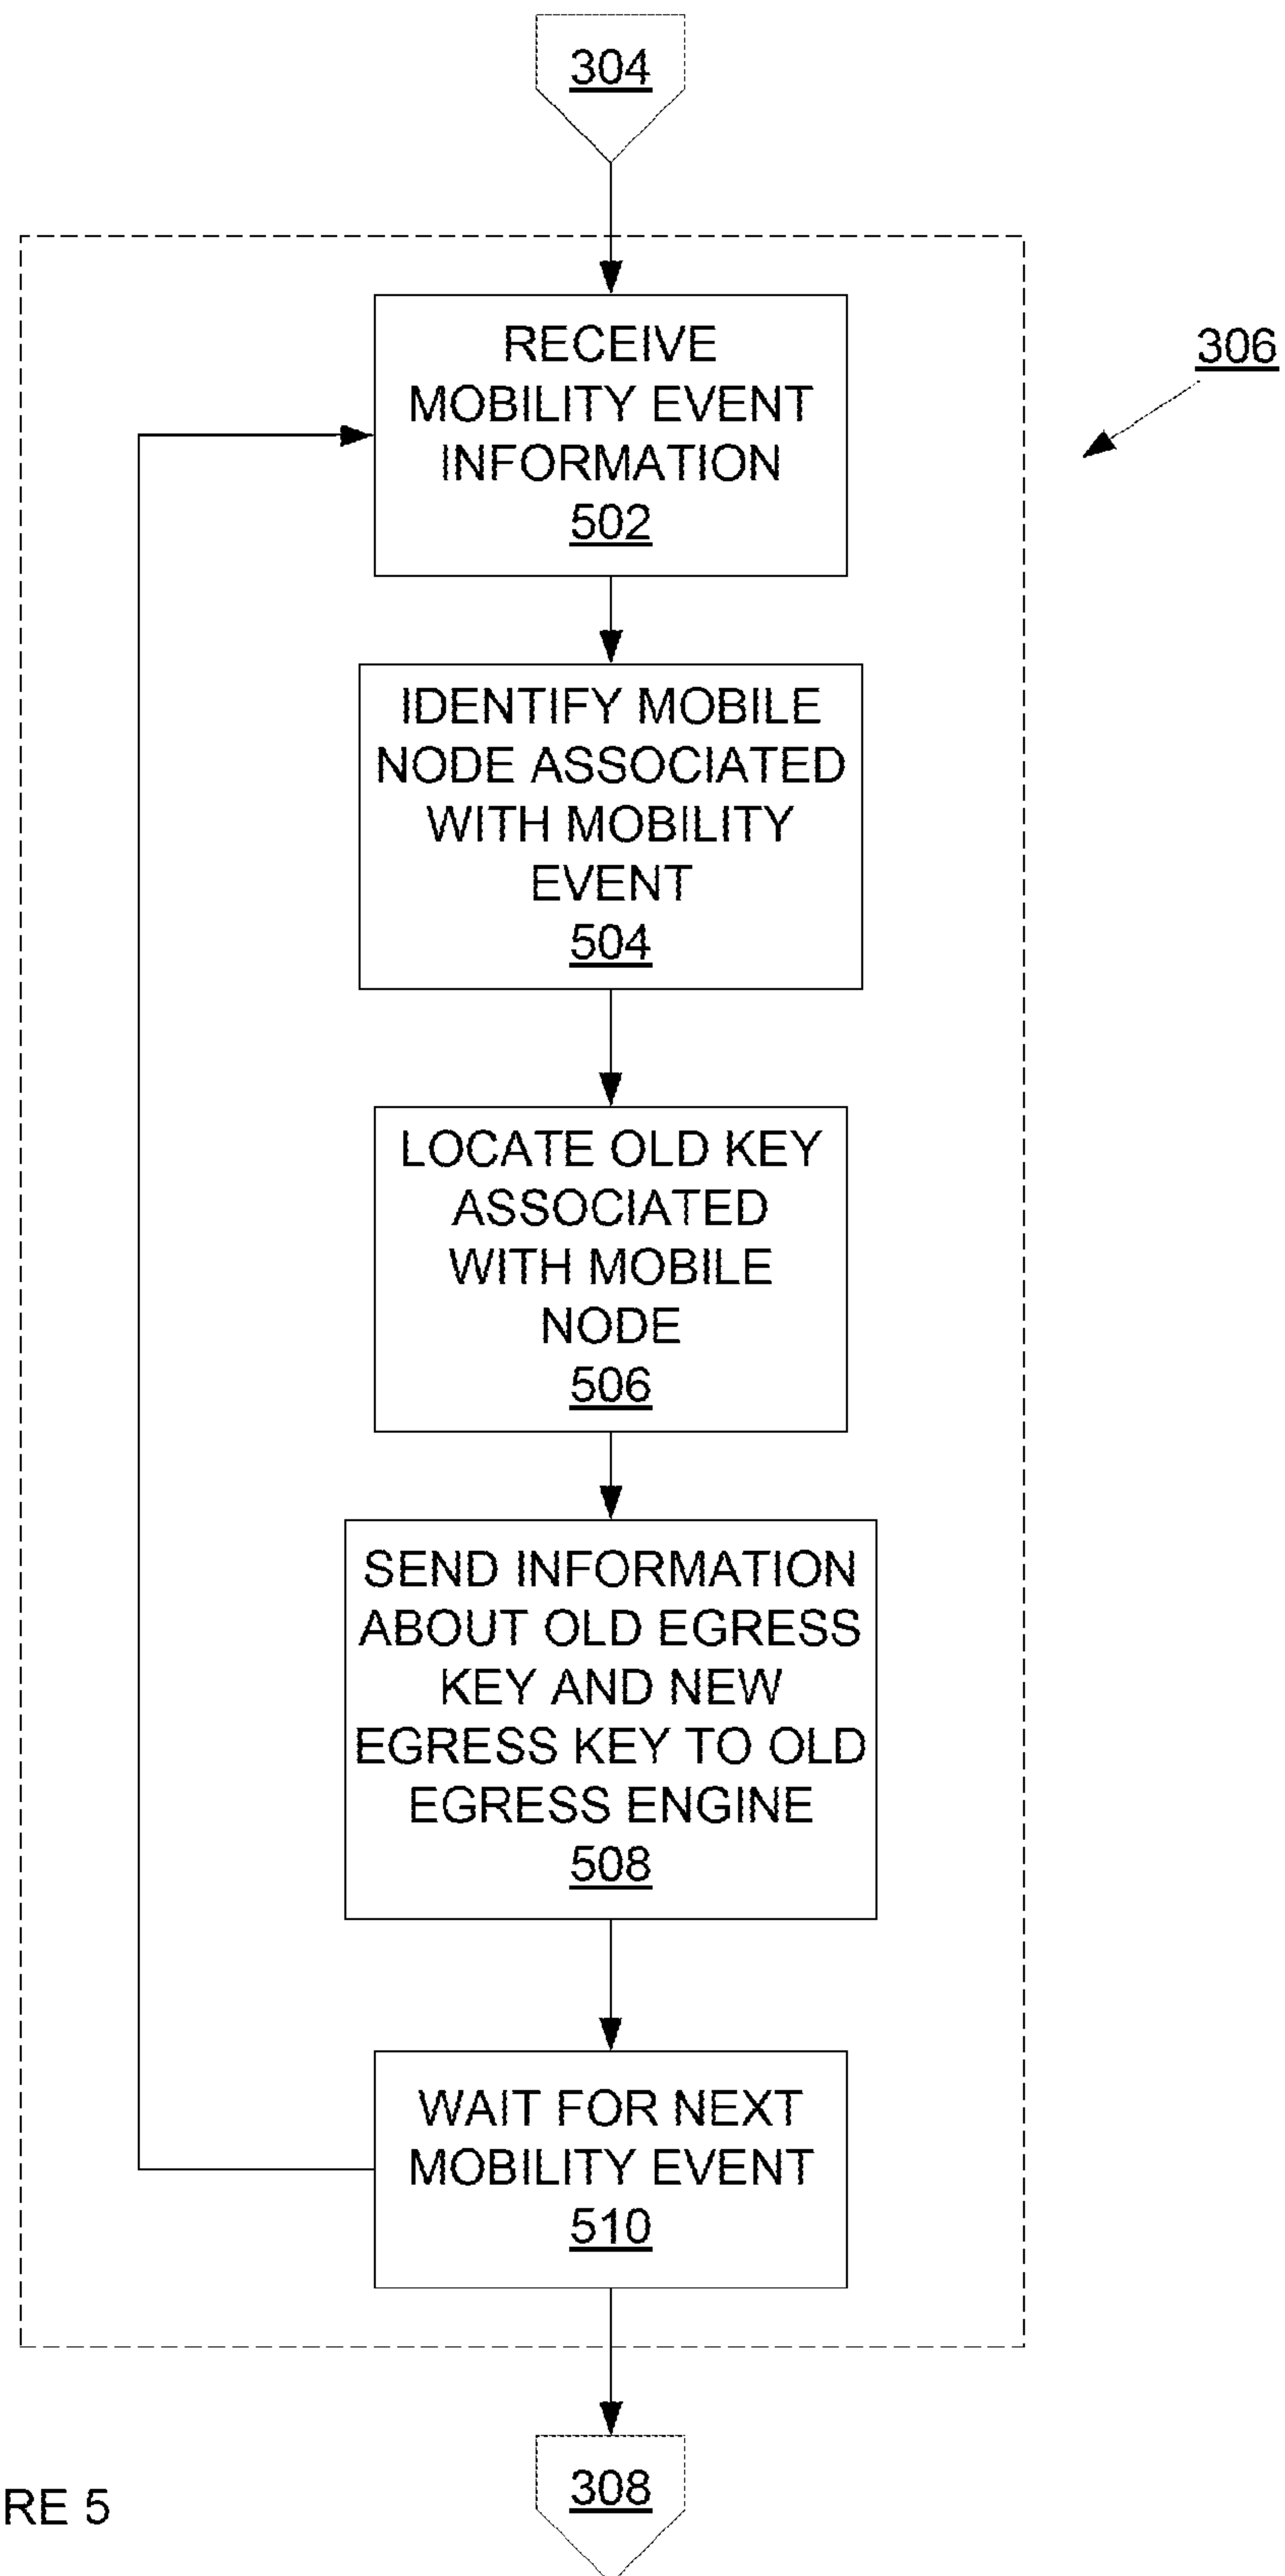 304
306
RECEIVE
MOBILITY EVENT
INFORMATION
502
IDENTIFY MOBILE
NODE ASSOCIATED
WITH MOBILITY
EVENT
504
LOCATE OLD KEY
ASSOCIATED
WITH MOBILE
NODE
506
SEND INFORMATION
ABOUT OLD EGRESS
KEY AND NEW
EGRESS KEY TO OLD
EGRESS ENGINE
508
WAIT FOR NEXT
MOBILITY EVENT
510
308
RE 5